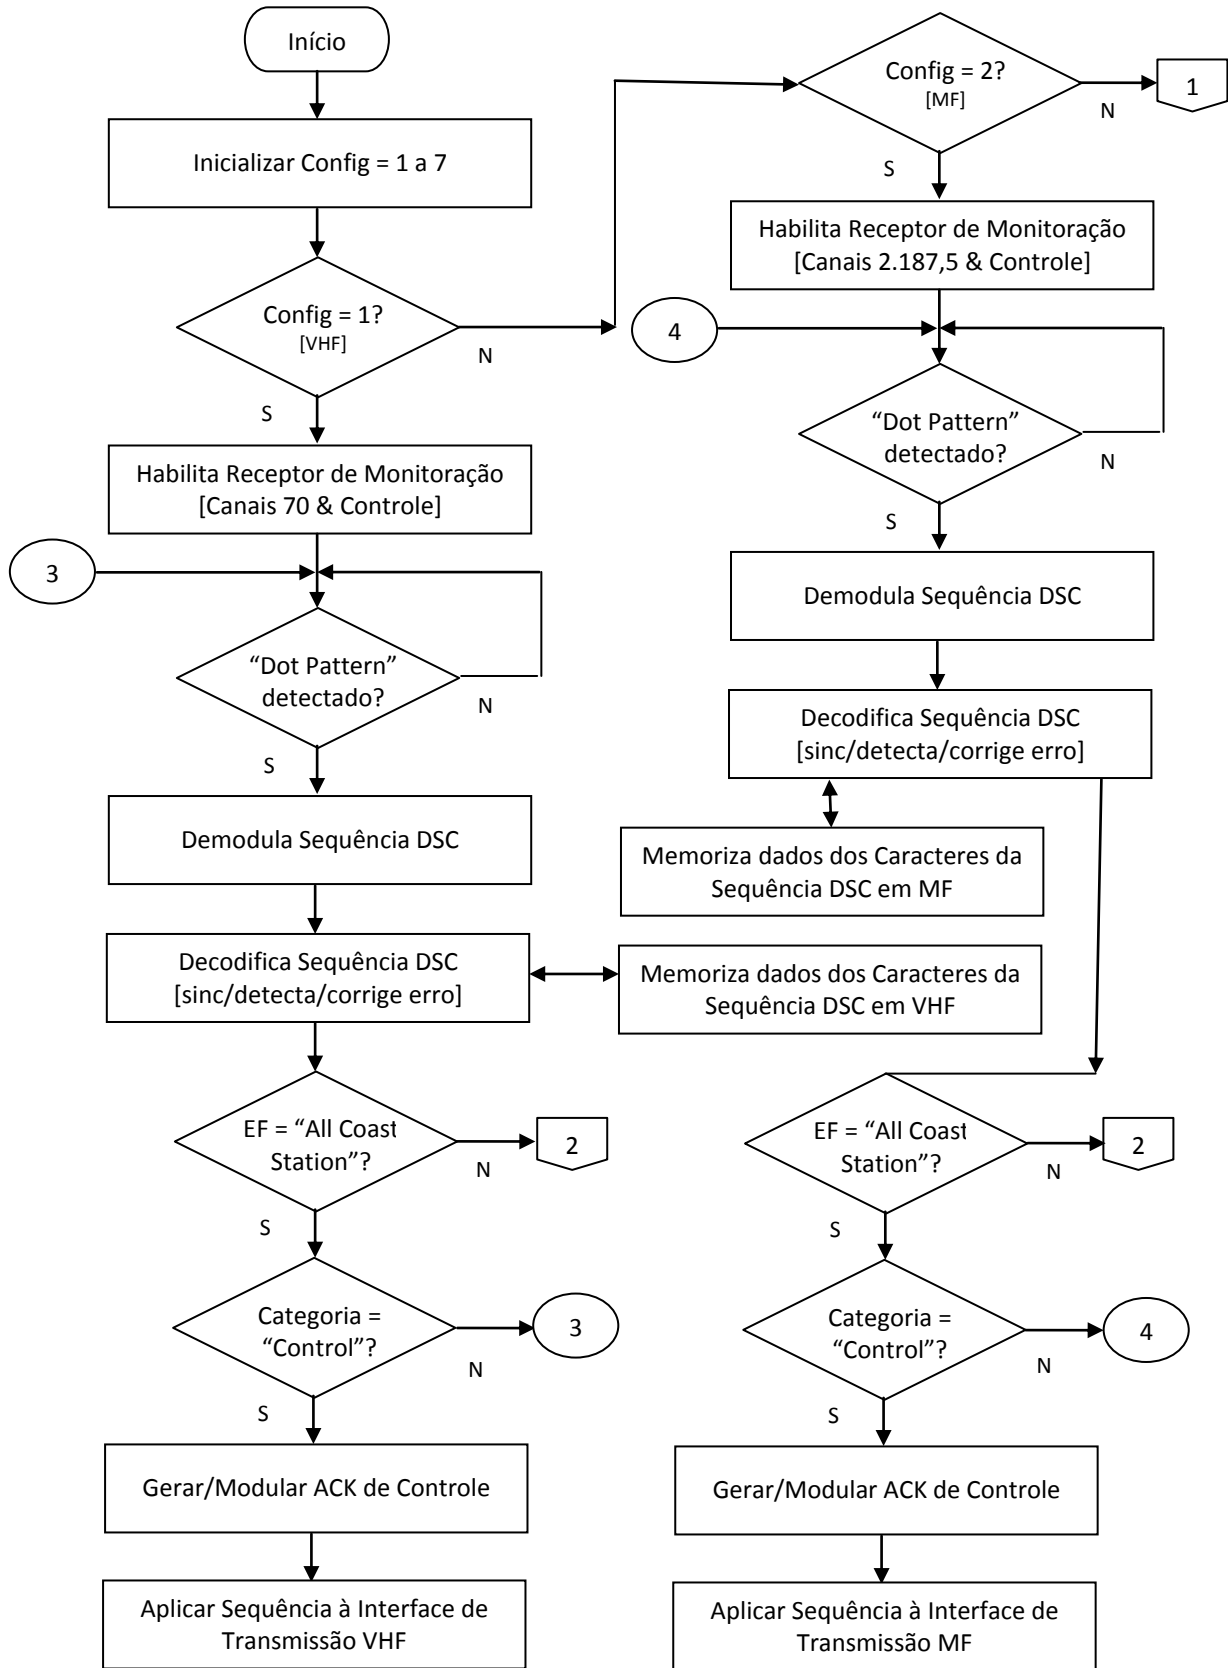 Início
Inicializar Config = 1 a 7
Config = 1?
[VHF]
N
S
Habilita Receptor de Monitoração
[Canais 70 & Controle]
3
“Dot Pattern”
detectado?
N
S
Demodula Sequência DSC
Decodifica Sequência DSC
[sinc/detecta/corrige erro]
Memoriza dados dos Caracteres da
Sequência DSC em VHF
EF = “All Coast
Station”?
N
2
S
Categoria =
“Control”?
N
3
S
Gerar/Modular ACK de Controle
Aplicar Sequência à Interface de
Transmissão VHF
Config = 2?
[MF]
N
1
S
Habilita Receptor de Monitoração
[Canais 2.187,5 & Controle]
4
“Dot Pattern”
detectado?
N
S
Demodula Sequência DSC
Decodifica Sequência DSC
[sinc/detecta/corrige erro]
Memoriza dados dos Caracteres da
Sequência DSC em MF
EF = “All Coast
Station”?
N
2
S
Categoria =
“Control”?
N
4
S
Gerar/Modular ACK de Controle
Aplicar Sequência à Interface de
Transmissão MF